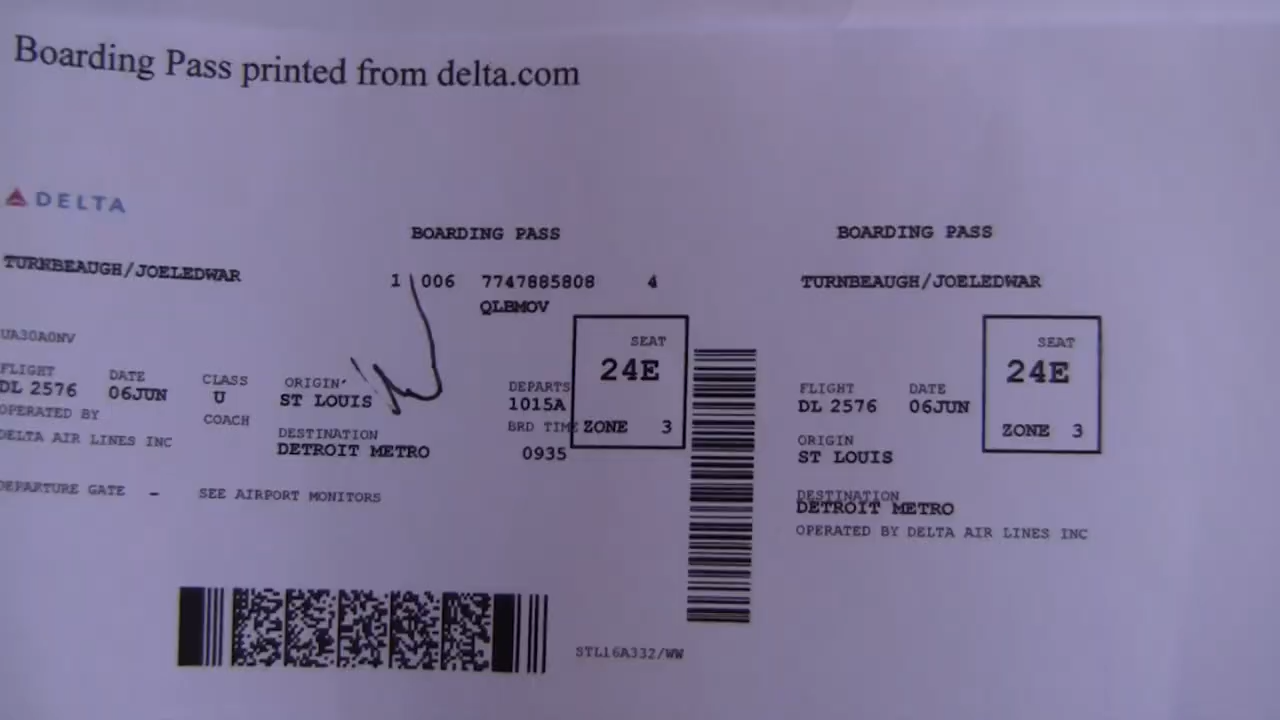 Boarding Pass printed from delta.com
DELTA
BOARDING PASS
TURNBEAUGH/JOELEDWAR
1 006 7747885808 4
QLBMOV
UA30A0NV
SEAT
24E
ZONE 3
FLIGHT DATE CLASS ORIGIN DEPARTS
DL 2576 06JUN U ST LOUIS 1015A
OPERATED BY COACH DESTINATION BRD TIME
DELTA AIR LINES INC DETROIT METRO 0935
DEPARTURE GATE - SEE AIRPORT MONITORS
STL16A332/WW
BOARDING PASS
TURNBEAUGH/JOELEDWAR
SEAT
24E
ZONE 3
FLIGHT DATE
DL 2576 06JUN
ORIGIN
ST LOUIS
DESTINATION
DETROIT METRO
OPERATED BY DELTA AIR LINES INC